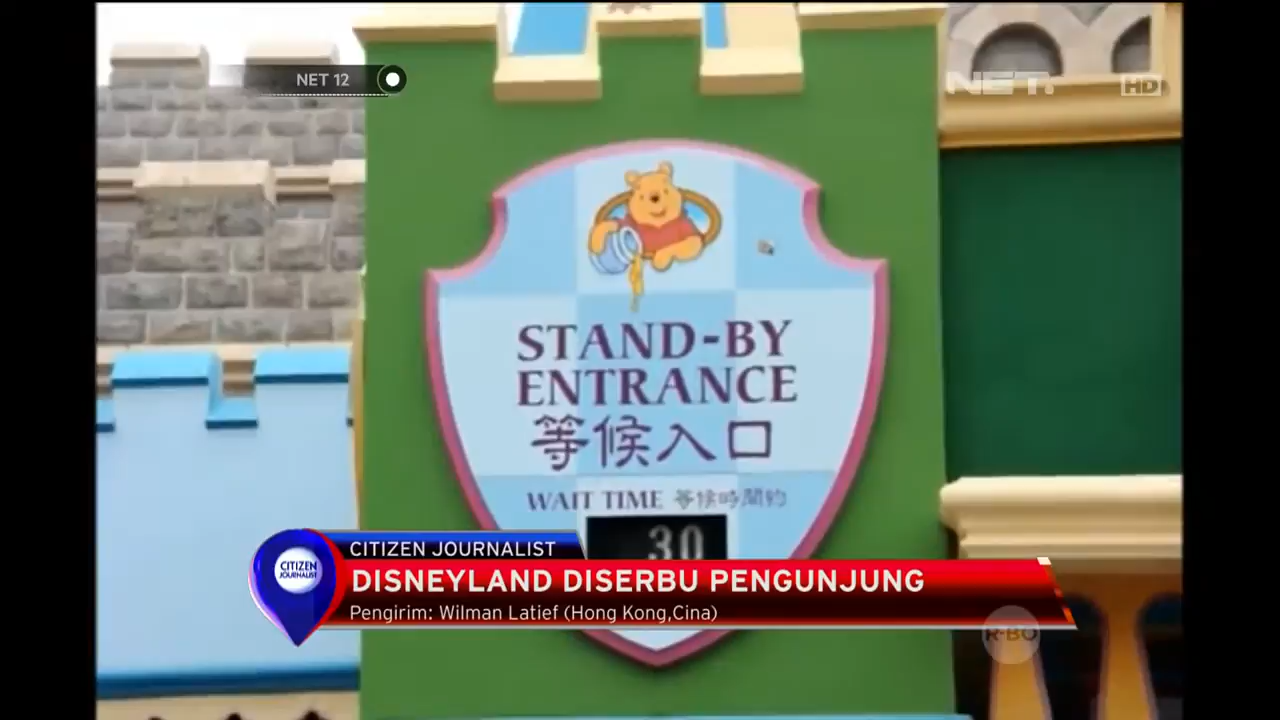 NET 12
NET.
HD
STAND-BY
ENTRANCE
等候入口
WAIT TIME 等候時間約
30
CITIZEN JOURNALIST
CITIZEN
JOURNALIST
DISNEYLAND DISERBU PENGUNJUNG
Pengirim: Wilman Latief (Hong Kong,Cina)
R-BO